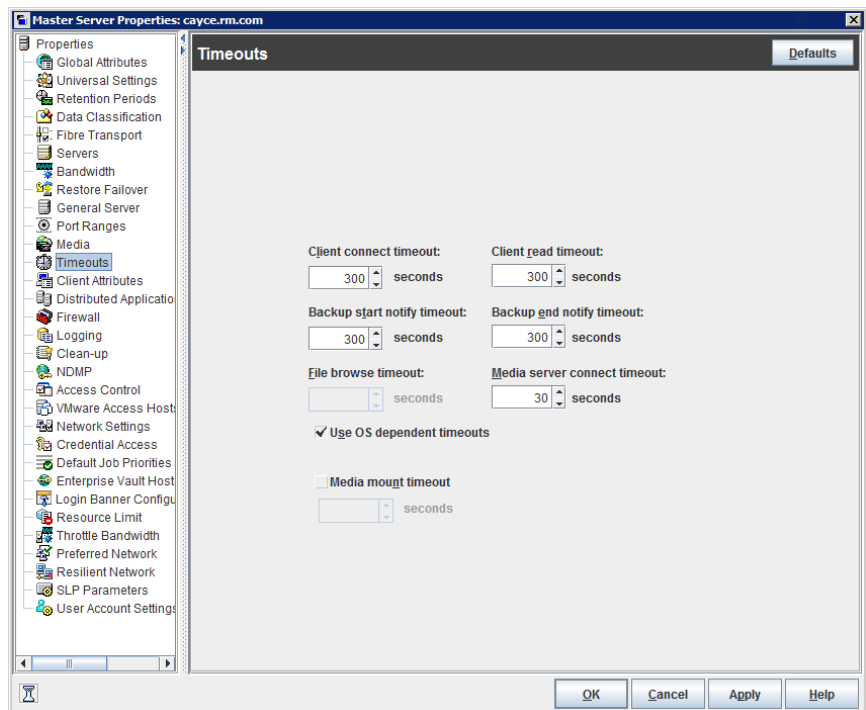 Master Server Properties: cayce.rm.com
Properties
Global Attributes
Universal Settings
Retention Periods
Data Classification
Fibre Transport
Servers
Bandwidth
Restore Failover
General Server
Port Ranges
Media
Timeouts
Client Attributes
Distributed Applicatio
Firewall
Logging
Clean-up
NDMP
Access Control
VMware Access Hosts
Network Settings
Credential Access
Default Job Priorities
Enterprise Vault Host
Login Banner Configu
Resource Limit
Throttle Bandwidth
Preferred Network
Resilient Network
SLP Parameters
User Account Settings
Timeouts
Defaults
Client connect timeout: Client read timeout:
300 seconds 300 seconds
Backup start notify timeout: Backup end notify timeout:
300 seconds 300 seconds
File browse timeout: Media server connect timeout:
seconds 30 seconds
Use OS dependent timeouts
Media mount timeout
seconds
OK Cancel Apply Help